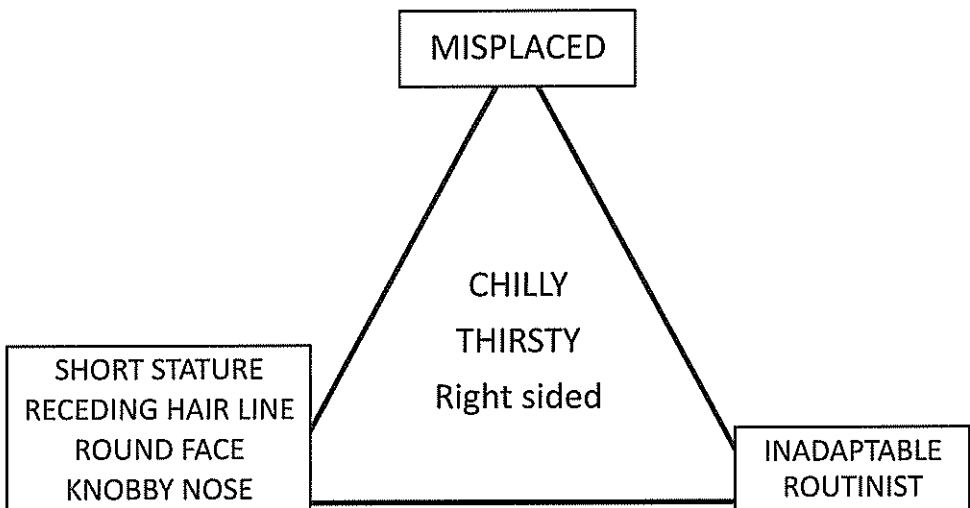 MISPLACED
CHILLY
THIRSTY
Right sided
SHORT STATURE
RECEDING HAIR LINE
ROUND FACE
KNOBBY NOSE
INADAPTABLE
ROUTINIST